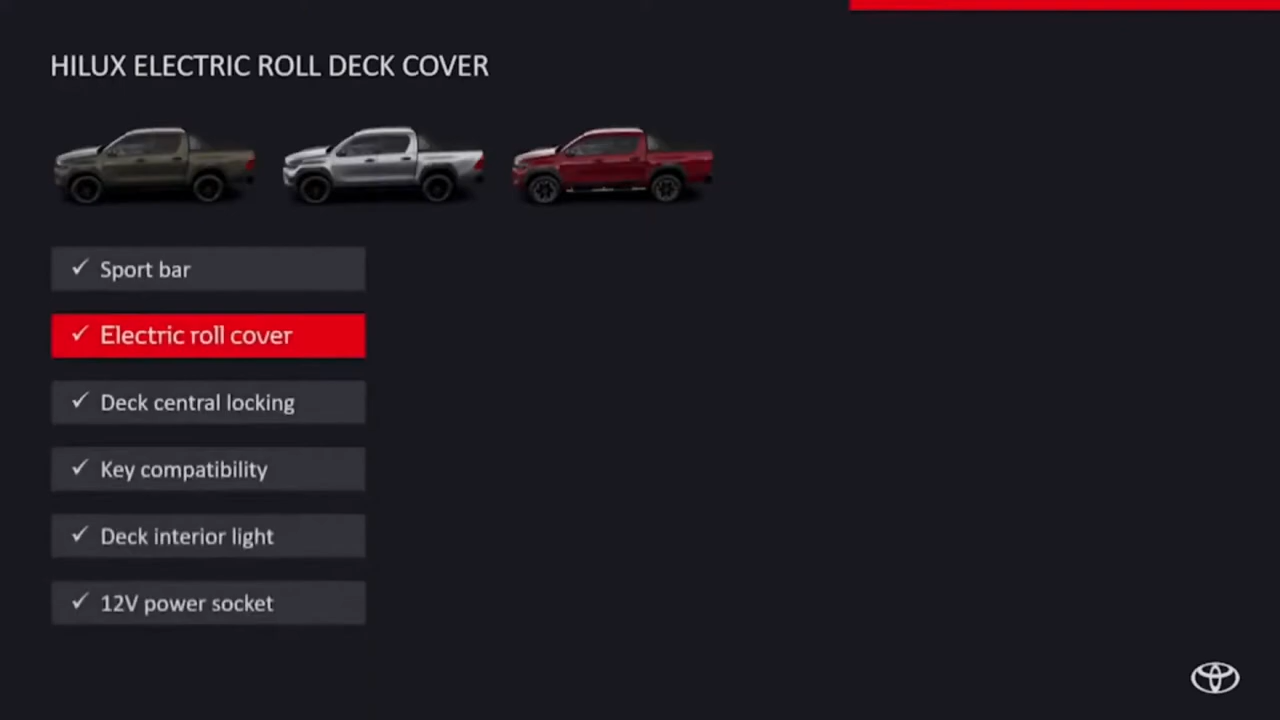 HILUX ELECTRIC ROLL DECK COVER
✓ Sport bar
✓ Electric roll cover
✓ Deck central locking
✓ Key compatibility
✓ Deck interior light
✓ 12V power socket